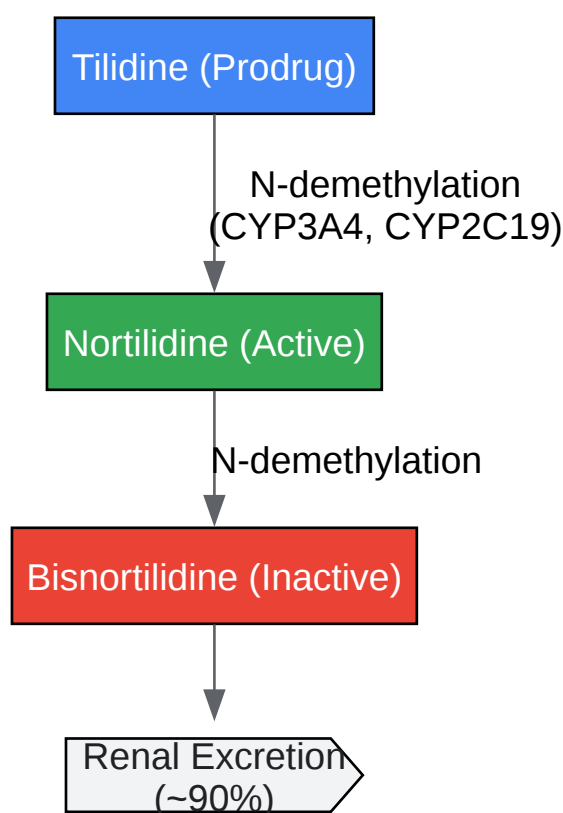 Tilidine (Prodrug)
N-demethylation
(CYP3A4, CYP2C19)
Nortilidine (Active)
N-demethylation
Bisnortilidine (Inactive)
Renal Excretion
(~90%)